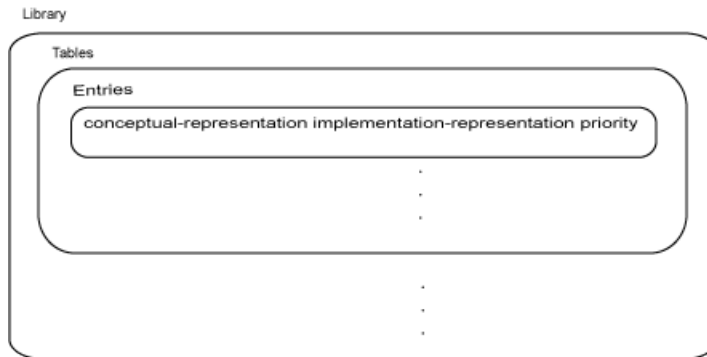 Library
Tables
Entries
conceptual-representation implementation-representation priority